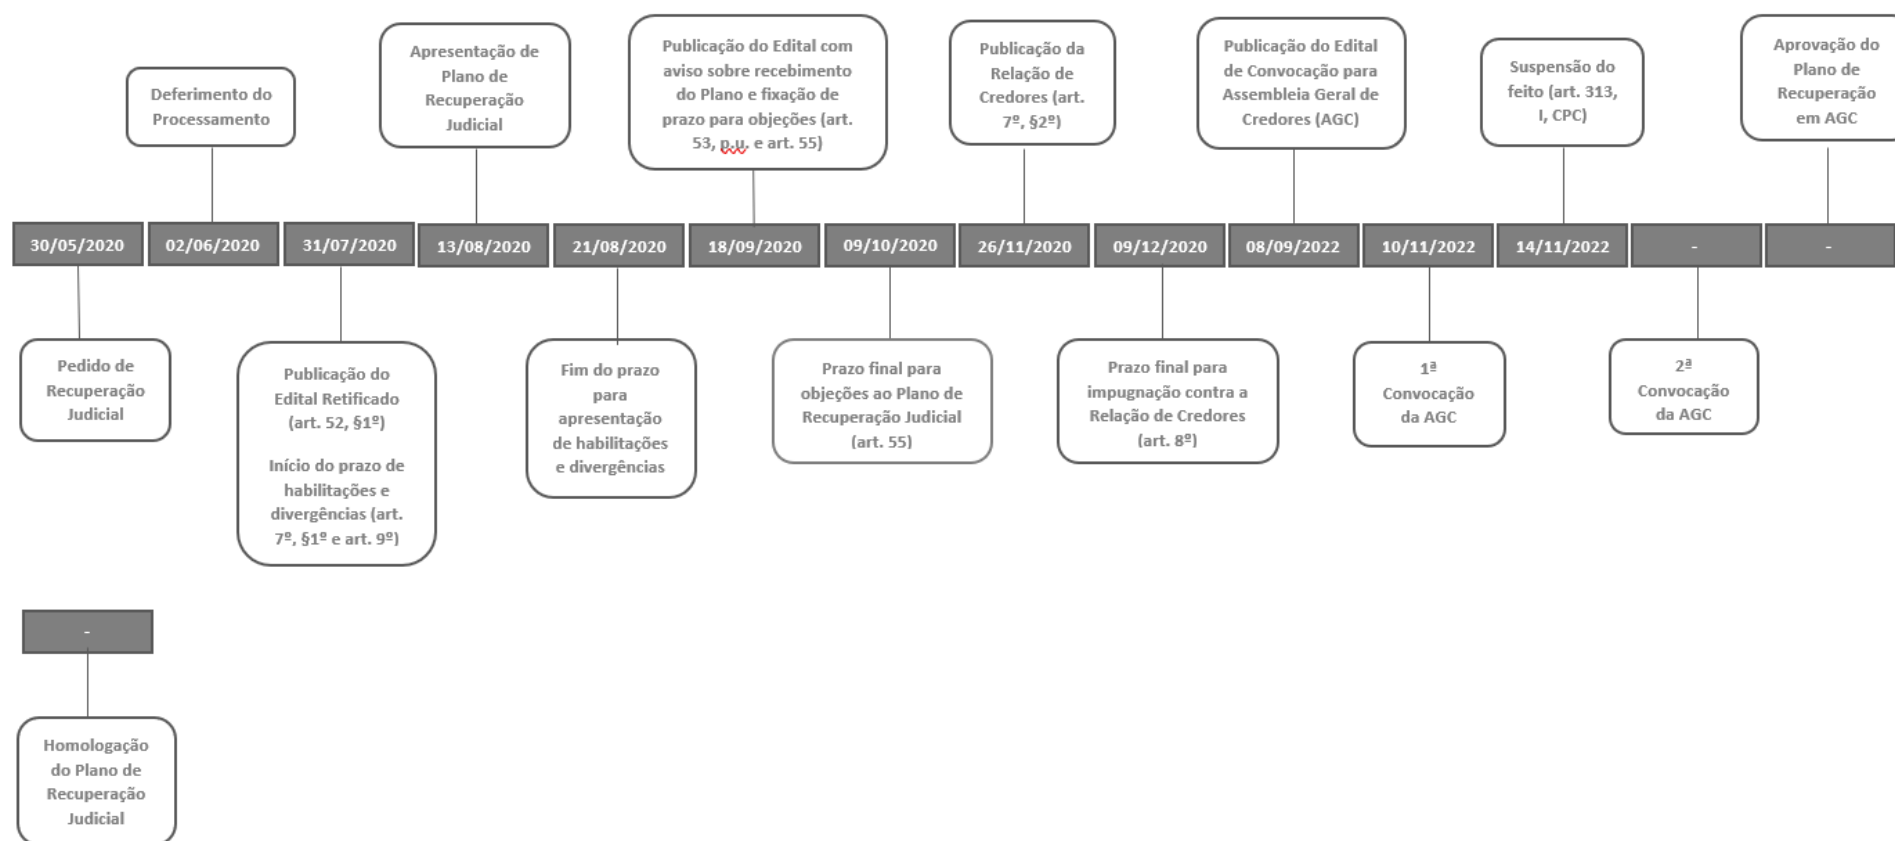 Apresentação de
Plano de
Recuperação
Judicial
Publicação do Edital com
aviso sobre recebimento
do Plano e fixação de
prazo para objeções (art.
53, p.u. e art. 55)
Publicação da
Relação de
Credores (art.
7º, §2º)
Publicação do Edital
de Convocação para
Assembleia Geral de
Credores (AGC)
Suspensão do
feito (art. 313,
I, CPC)
Aprovação do
Plano de
Recuperação
em AGC
Deferimento do
Processamento
30/05/2020
02/06/2020
31/07/2020
13/08/2020
21/08/2020
18/09/2020
09/10/2020
26/11/2020
09/12/2020
08/09/2022
10/11/2022
14/11/2022
-
-
Pedido de
Recuperação
Judicial
Publicação do
Edital Retificado
(art. 52, §1º)
Início do prazo de
habilitações e
divergências (art.
7º, §1º e art. 9º)
Fim do prazo
para
apresentação
de habilitações
e divergências
Prazo final para
objeções ao Plano de
Recuperação Judicial
(art. 55)
Prazo final para
impugnação contra a
Relação de Credores
(art. 8º)
1ª
Convocação
da AGC
2ª
Convocação
da AGC
-
Homologação
do Plano de
Recuperação
Judicial